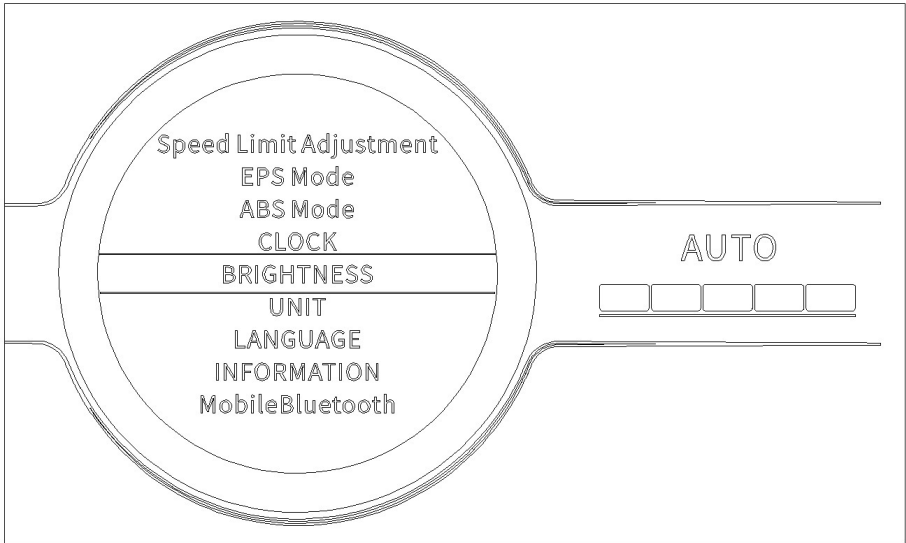 Speed Limit Adjustment
EPS Mode
ABS Mode
CLOCK
BRIGHTNESS
UNIT
LANGUAGE
INFORMATION
MobileBluetooth
AUTO